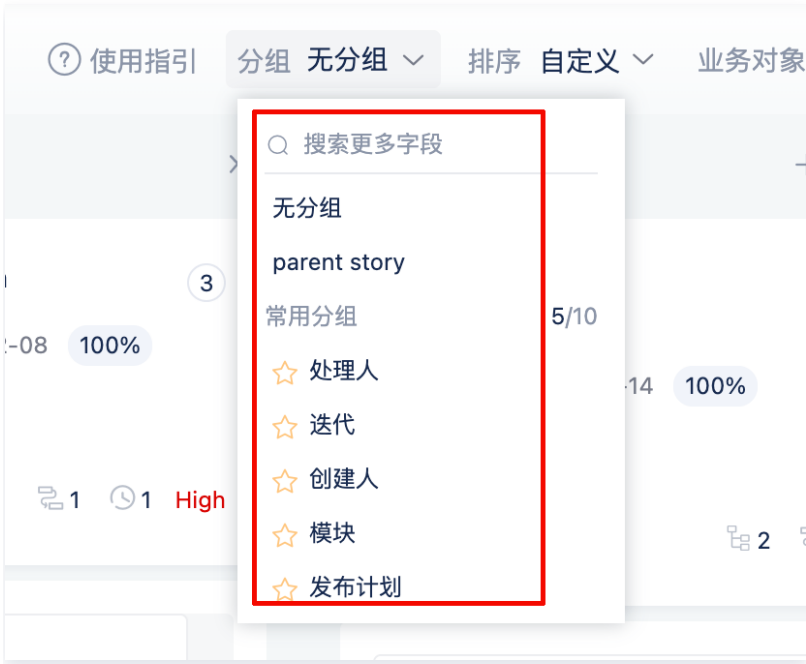 使用指引 分组 无分组 排序 自定义 业务对象
搜索更多字段
无分组
parent story
3
常用分组 5/10
-08 100%
处理人
-14 100%
迭代
创建人
1 1 High
模块
2
发布计划